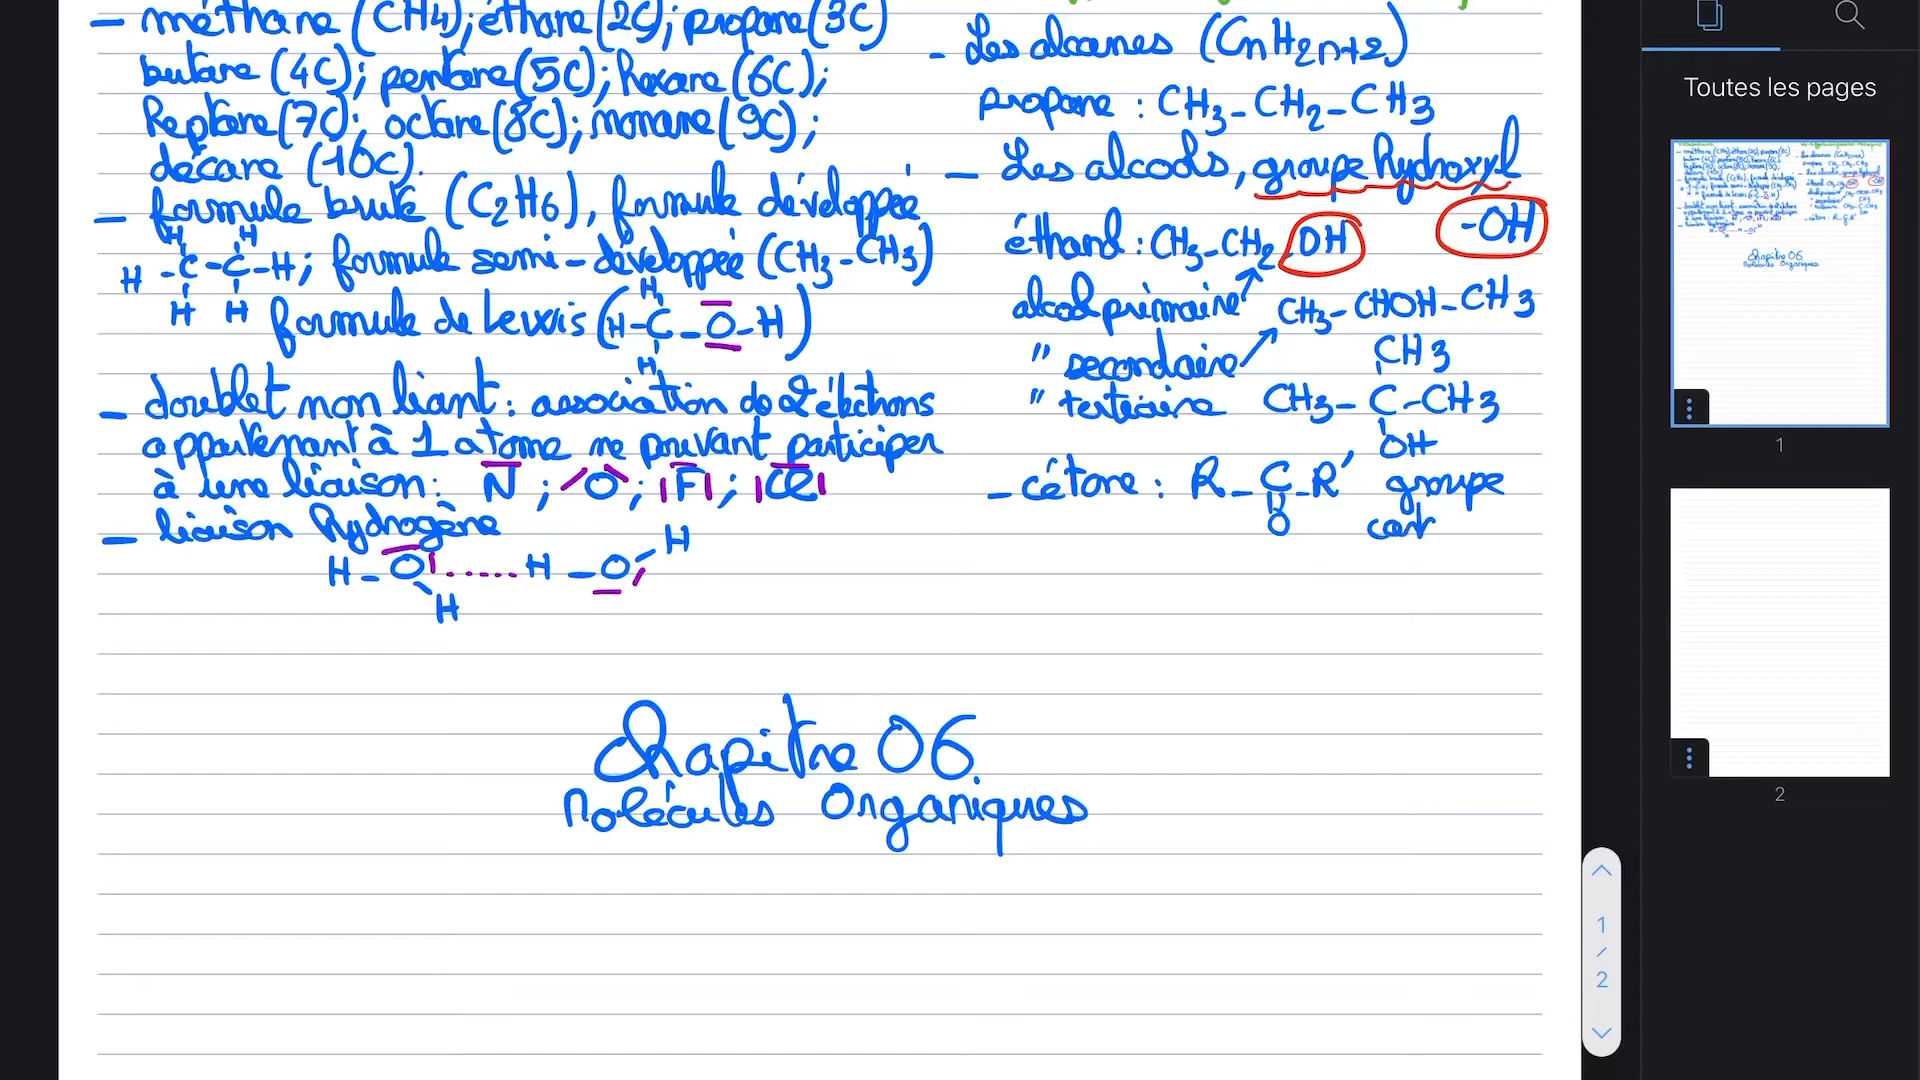 - méthane (CH4); éthane (2C); propane (3C)
butane (4C); pentane (5C); hexane (6C);
heptane (7C); octane (8C); nonane (9C);
décane (10C).
- formule brute (C2H6), formule développée
H H
H - C - C - H ; formule semi-développée (CH3-CH3)
H H
H
formule de Lewis (H - C - O - H)
H
- doublet non liant : association de 2 électrons
appartenant à 1 atome ne pouvant participer
à une liaison : N ; O ; F ; Cl
- liaison hydrogène
H - O ...... H - O - H
H
- Les alcanes (CnH2n+2)
propane : CH3-CH2-CH3
- Les alcools, groupe hydroxyl
-OH
éthanol : CH3-CH2-OH
alcool primaire
CH3-CHOH-CH3
" secondaire
CH3
" tertiaire CH3 - C - CH3
OH
- cétone : R - C - R' groupe
O carb
Chapitre 06
Molécules Organiques
Toutes les pages
1
2
1
/
2